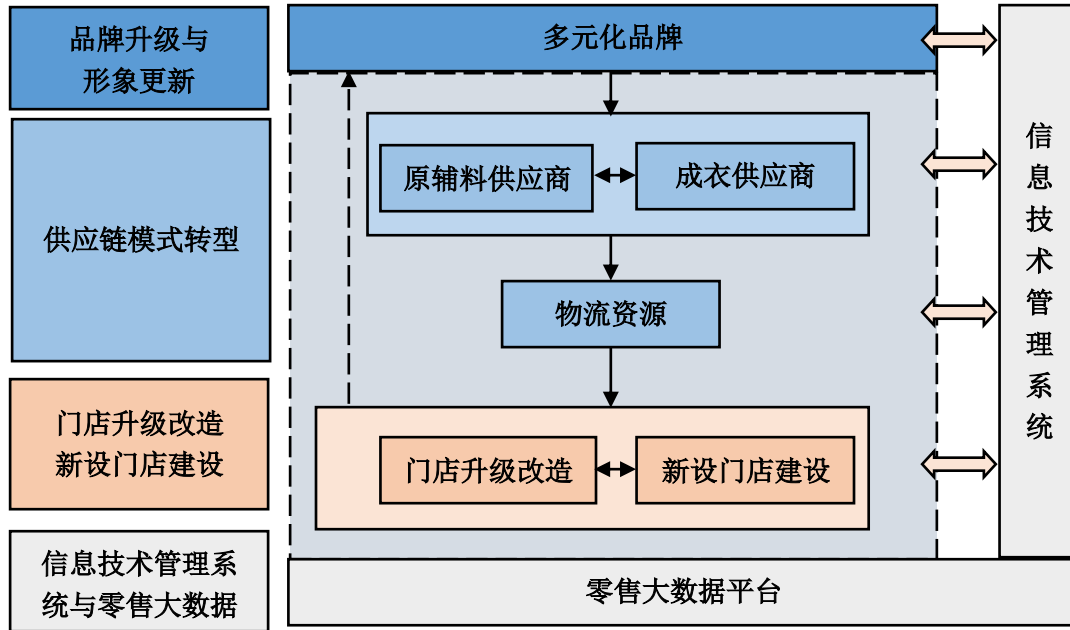 品牌升级与
形象更新
多元化品牌
原辅料供应商
成衣供应商
供应链模式转型
物流资源
门店升级改造
新设门店建设
门店升级改造
新设门店建设
信息技术管理系统
信息技术管理系
统与零售大数据
零售大数据平台